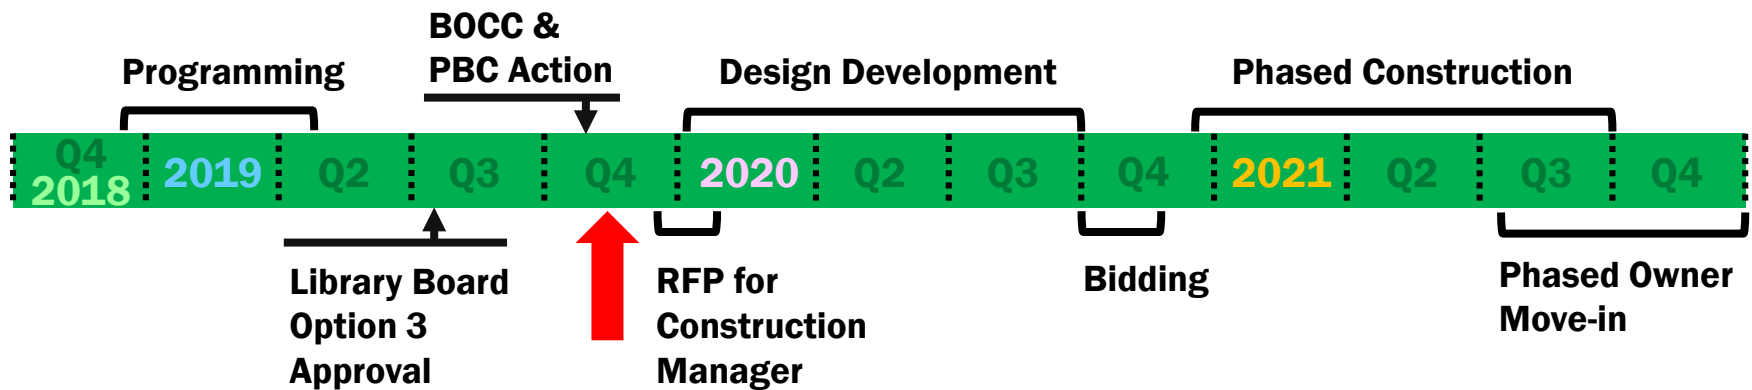 BOCC &
PBC Action
Programming
Design Development
Phased Construction
Q4
2018
2019
Q2
Q3
Q4
2020
Q2
Q3
Q4
2021
Q2
Q3
Q4
Library Board
Option 3
Approval
RFP for
Construction
Manager
Bidding
Phased Owner
Move-in